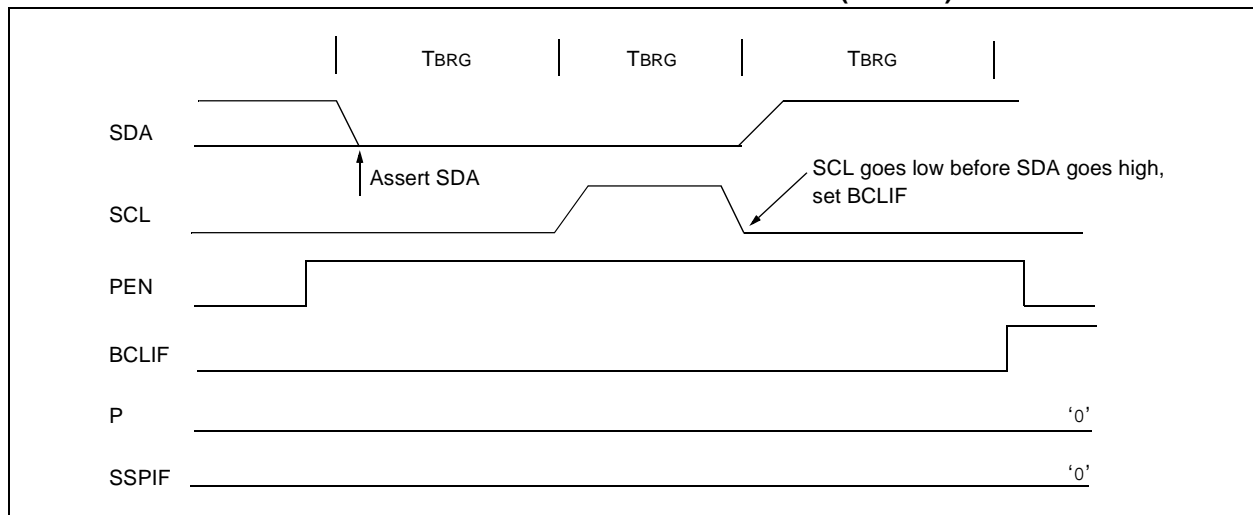 TBRG TBRG TBRG
SDA
Assert SDA
SCL goes low before SDA goes high,
set BCLIF
SCL
PEN
BCLIF
P ‘0’
SSPIF ‘0’